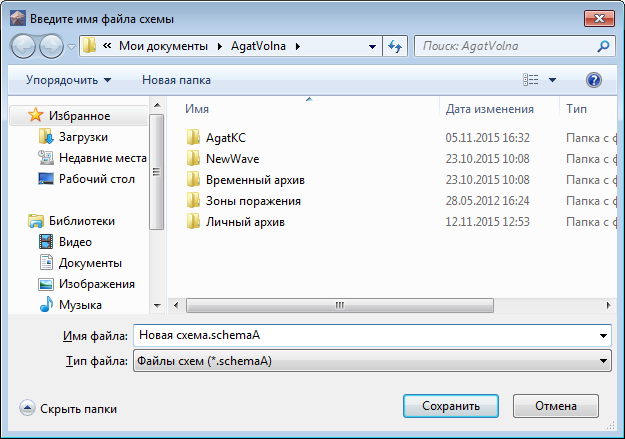 Введите имя файла схемы
« Мои документы AgatVolna Поиск: AgatVolna
Упорядочить Новая папка
Избранное
Загрузки
Недавние места
Рабочий стол
Библиотеки
Видео
Документы
Изображения
Музыка
Имя Дата изменения Тип
AgatKC 05.11.2015 16:32 Папка с ф
NewWave 23.10.2015 10:08 Папка с ф
Временный архив 23.10.2015 10:08 Папка с ф
Зоны поражения 28.05.2012 16:24 Папка с ф
Личный архив 12.11.2015 12:53 Папка с ф
Имя файла: Новая схема.schemaA
Тип файла: Файлы схем (*.schemaA)
Скрыть папки Сохранить Отмена